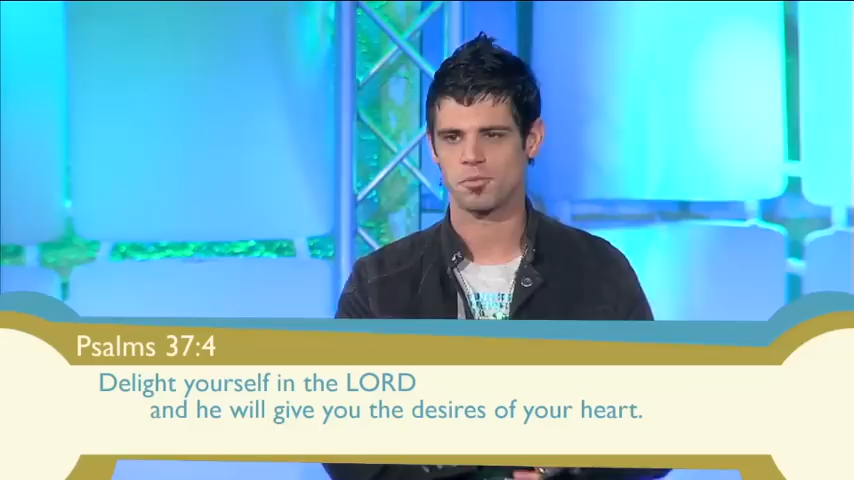 Psalms 37:4
Delight yourself in the LORD
and he will give you the desires of your heart.